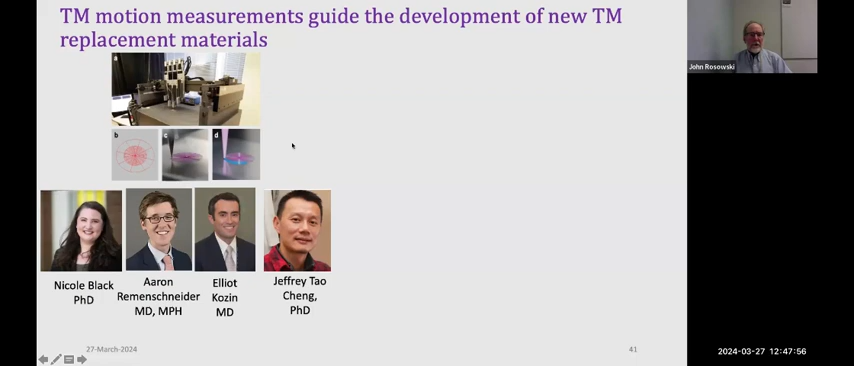 TM motion measurements guide the development of new TM
replacement materials
a
b
c
d
Nicole Black
PhD
Aaron
Remenschneider
MD, MPH
Elliot
Kozin
MD
Jeffrey Tao
Cheng,
PhD
27-March-2024
41
John Rosowski
2024-03-27 12:47:56